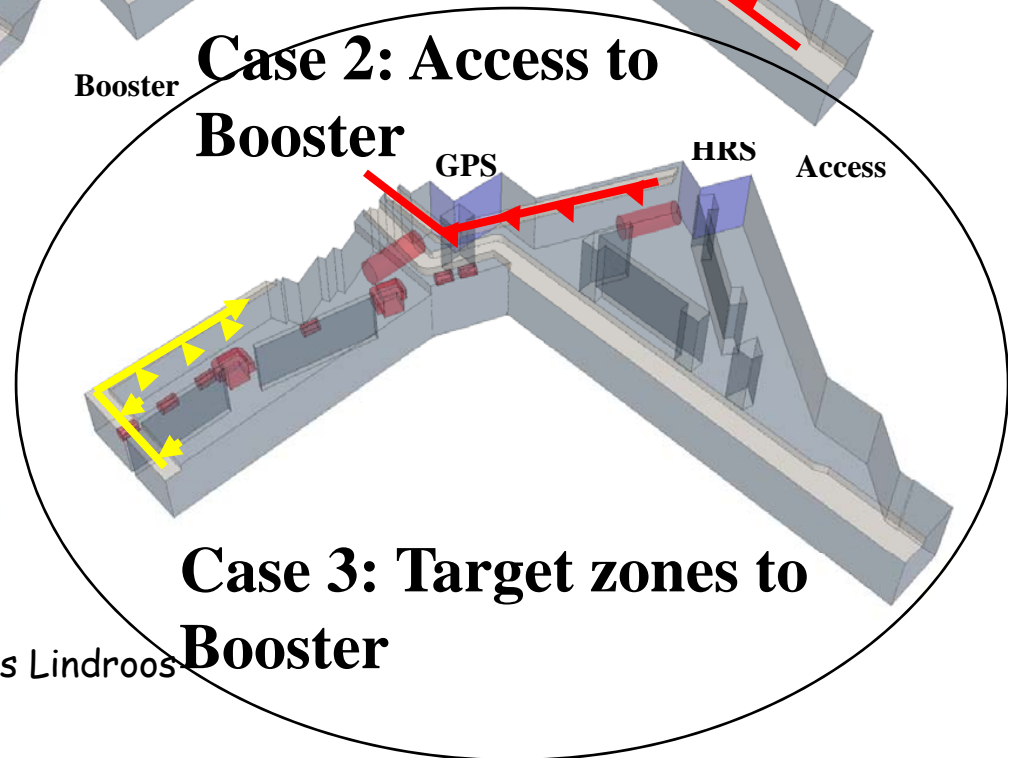 Case 2: Access to
Booster
Booster
GPS
HRS
Access
Case 3: Target zones to
Booster
s Lindroos